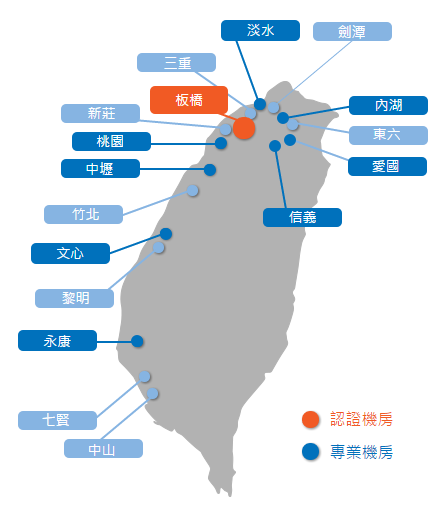 淡水
劍潭
三重
板橋
內湖
新莊
東六
桃園
中壢
愛國
竹北
信義
文心
黎明
永康
七賢
中山
認證機房
專業機房